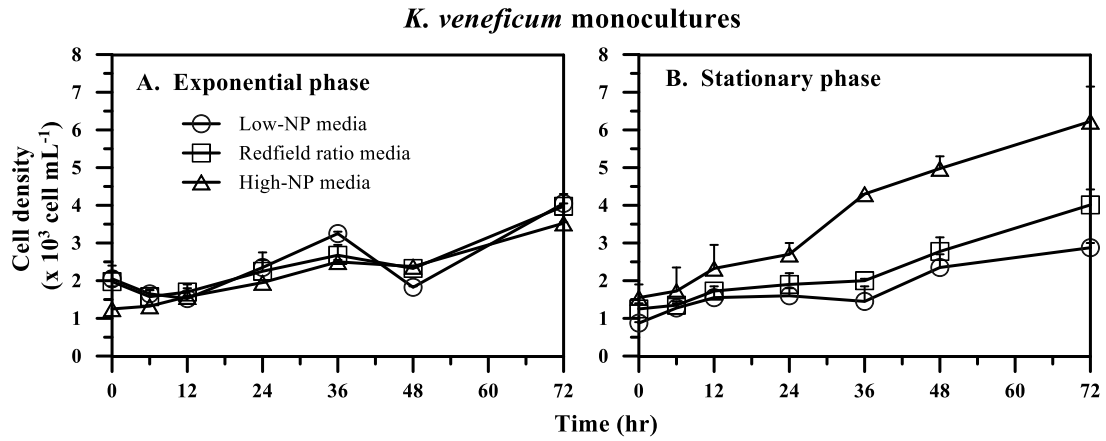 K. veneficum monocultures
A. Exponential phase
Low-NP media
Redfield ratio media
High-NP media
Cell density
(x 10³ cell mL⁻¹)
8
7
6
5
4
3
2
1
0
0 12 24 36 48 60 72
B. Stationary phase
8
7
6
5
4
3
2
1
0
0 12 24 36 48 60 72
Time (hr)